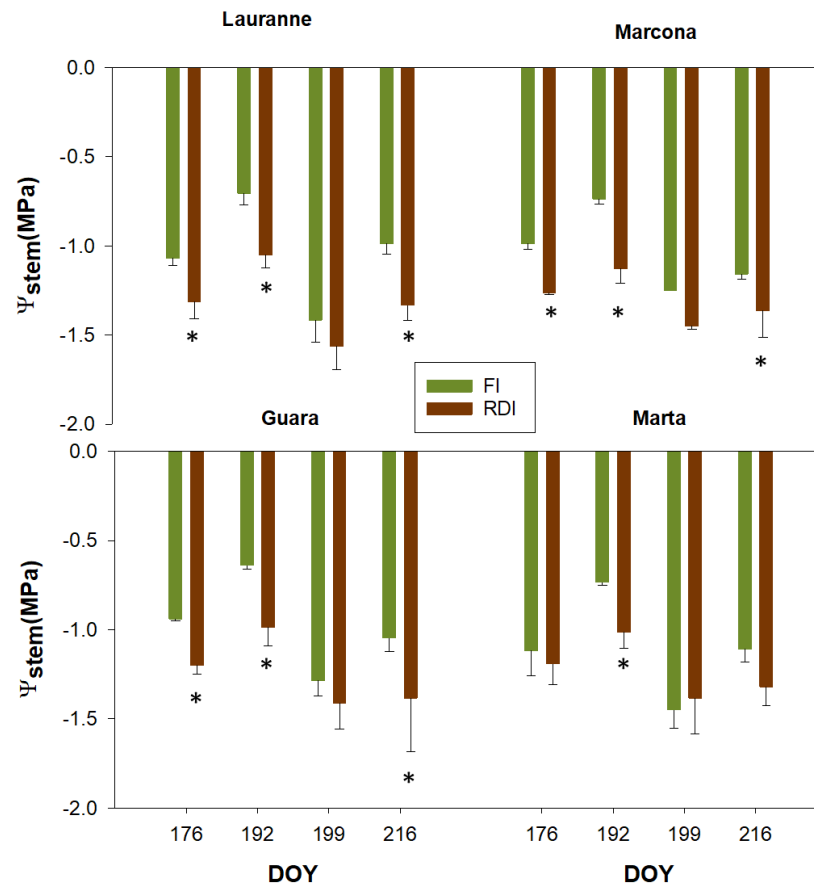 Lauranne
Marcona
0.0
-0.5
-1.0
-1.5
-2.0
Ψstem(MPa)
*
*
*
*
*
*
FI
RDI
Guara
Marta
0.0
-0.5
-1.0
-1.5
-2.0
Ψstem(MPa)
*
*
*
*
176 192 199 216
176 192 199 216
DOY
DOY